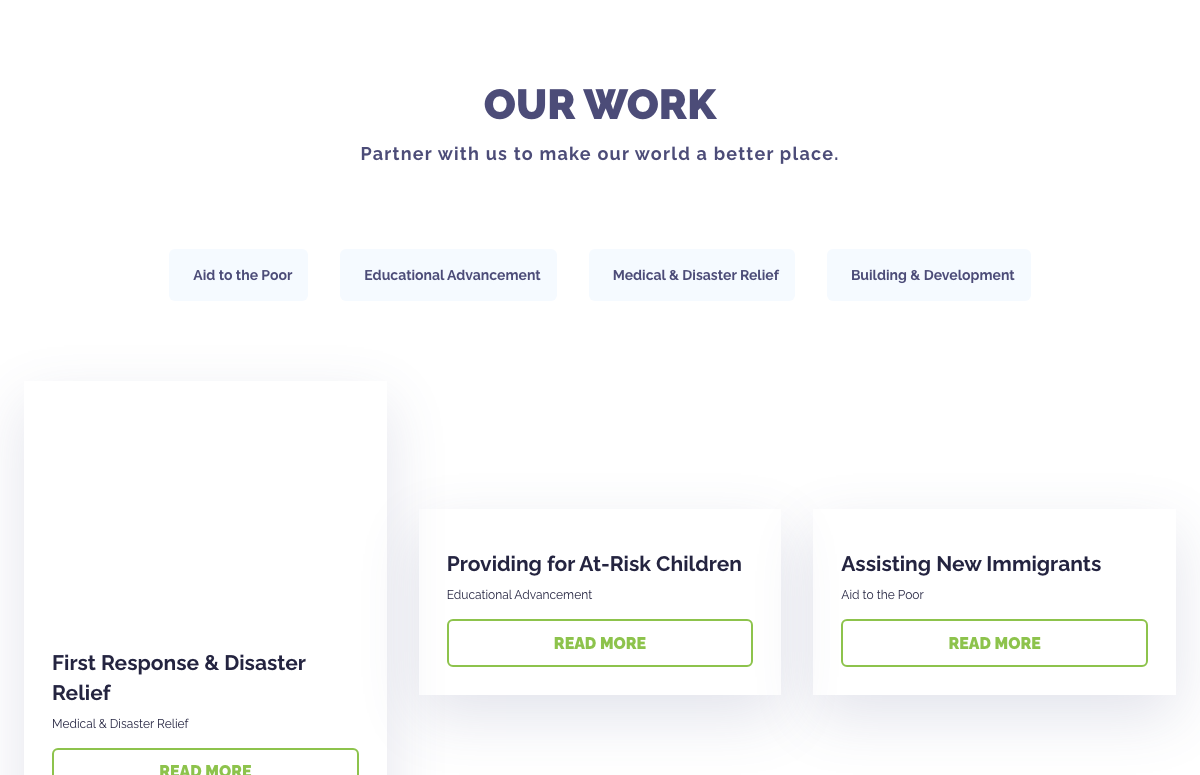 OUR WORK
Partner with us to make our world a better place.
Aid to the Poor
Educational Advancement
Medical & Disaster Relief
Building & Development
First Response & Disaster
Relief
Medical & Disaster Relief
READ MORE
Providing for At-Risk Children
Educational Advancement
READ MORE
Assisting New Immigrants
Aid to the Poor
READ MORE